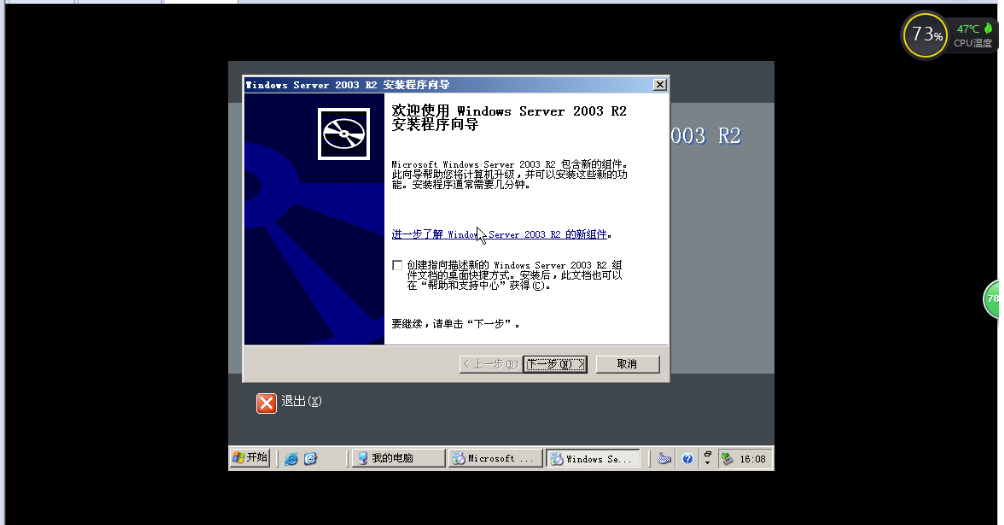 73%
47℃
CPU温度
Windows Server 2003 R2 安装程序向导
欢迎使用 Windows Server 2003 R2
安装程序向导
003 R2
Microsoft Windows Server 2003 R2 包含新的组件。
此向导帮助您将计算机升级，并可以安装这些新的功
能。安装程序通常需要几分钟。
进一步了解 Window Server 2003 R2 的新组件。
创建指向描述新的 Windows Server 2003 R2 组
件文档的桌面快捷方式。安装后，此文档也可以
在“帮助和支持中心”获得(C)。
78
要继续，请单击“下一步”。
< 上一步(B)
下一步(N) >
取消
退出(X)
开始
我的电脑
Microsoft ...
Windows Se...
16:08